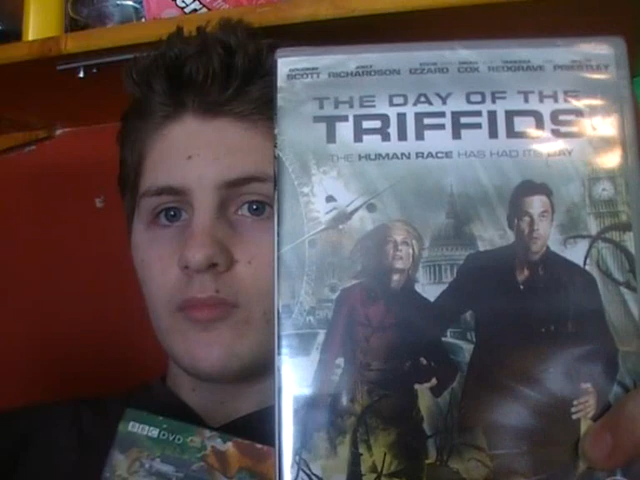 SCOTT RICHARDSON IZZARD COX REDGRAVE PRIESTLEY
THE DAY OF THE
TRIFFIDS
THE HUMAN RACE HAS HAD ITS DAY
BBC DVD